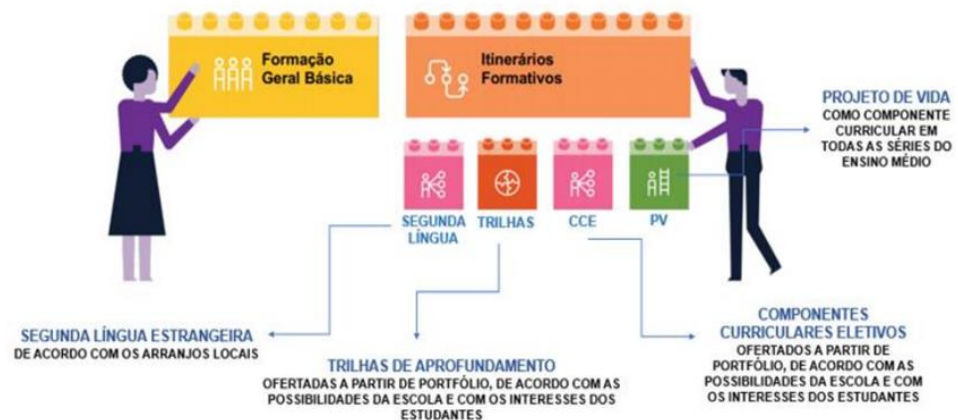 Formação
Geral Básica
Itinerários
Formativos
PROJETO DE VIDA
COMO COMPONENTE
CURRICULAR EM
TODAS AS SÉRIES DO
ENSINO MÉDIO
SEGUNDA
LÍNGUA
TRILHAS
CCE
PV
SEGUNDA LÍNGUA ESTRANGEIRA
DE ACORDO COM OS ARRANJOS LOCAIS
TRILHAS DE APROFUNDAMENTO
OFERTADAS A PARTIR DE PORTFÓLIO, DE ACORDO COM AS
POSSIBILIDADES DA ESCOLA E COM OS INTERESSES DOS
ESTUDANTES
COMPONENTES
CURRICULARES ELETIVOS
OFERTADOS A PARTIR DE
PORTFÓLIO, DE ACORDO COM AS
POSSIBILIDADES DA ESCOLA E COM
OS INTERESSES DOS ESTUDANTES